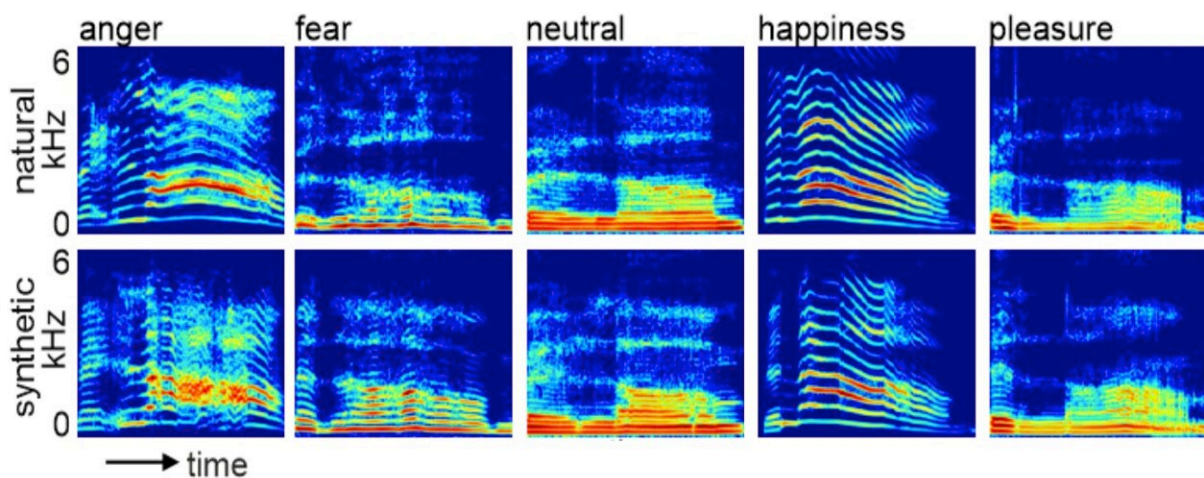 anger fear neutral happiness pleasure
6
natural
kHz
0
6
synthetic
kHz
0
time